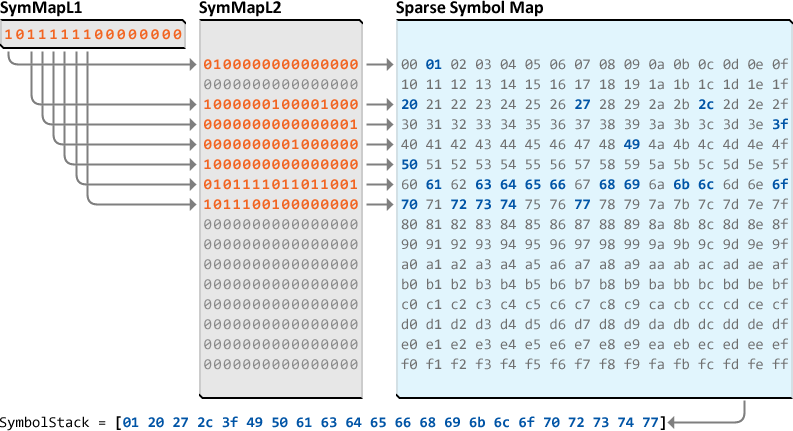 SymMapL1 SymMapL2 Sparse Symbol Map
1011111100000000
0100000000000000 00 01 02 03 04 05 06 07 08 09 0a 0b 0c 0d 0e 0f
0000000000000000 10 11 12 13 14 15 16 17 18 19 1a 1b 1c 1d 1e 1f
1000000100001000 20 21 22 23 24 25 26 27 28 29 2a 2b 2c 2d 2e 2f
0000000000000001 30 31 32 33 34 35 36 37 38 39 3a 3b 3c 3d 3e 3f
0000000001000000 40 41 42 43 44 45 46 47 48 49 4a 4b 4c 4d 4e 4f
1000000000000000 50 51 52 53 54 55 56 57 58 59 5a 5b 5c 5d 5e 5f
0101111011011001 60 61 62 63 64 65 66 67 68 69 6a 6b 6c 6d 6e 6f
1011100100000000 70 71 72 73 74 75 76 77 78 79 7a 7b 7c 7d 7e 7f
0000000000000000 80 81 82 83 84 85 86 87 88 89 8a 8b 8c 8d 8e 8f
0000000000000000 90 91 92 93 94 95 96 97 98 99 9a 9b 9c 9d 9e 9f
0000000000000000 a0 a1 a2 a3 a4 a5 a6 a7 a8 a9 aa ab ac ad ae af
0000000000000000 b0 b1 b2 b3 b4 b5 b6 b7 b8 b9 ba bb bc bd be bf
0000000000000000 c0 c1 c2 c3 c4 c5 c6 c7 c8 c9 ca cb cc cd ce cf
0000000000000000 d0 d1 d2 d3 d4 d5 d6 d7 d8 d9 da db dc dd de df
0000000000000000 e0 e1 e2 e3 e4 e5 e6 e7 e8 e9 ea eb ec ed ee ef
0000000000000000 f0 f1 f2 f3 f4 f5 f6 f7 f8 f9 fa fb fc fd fe ff
SymbolStack = [01 20 27 2c 3f 49 50 61 63 64 65 66 68 69 6b 6c 6f 70 72 73 74 77]